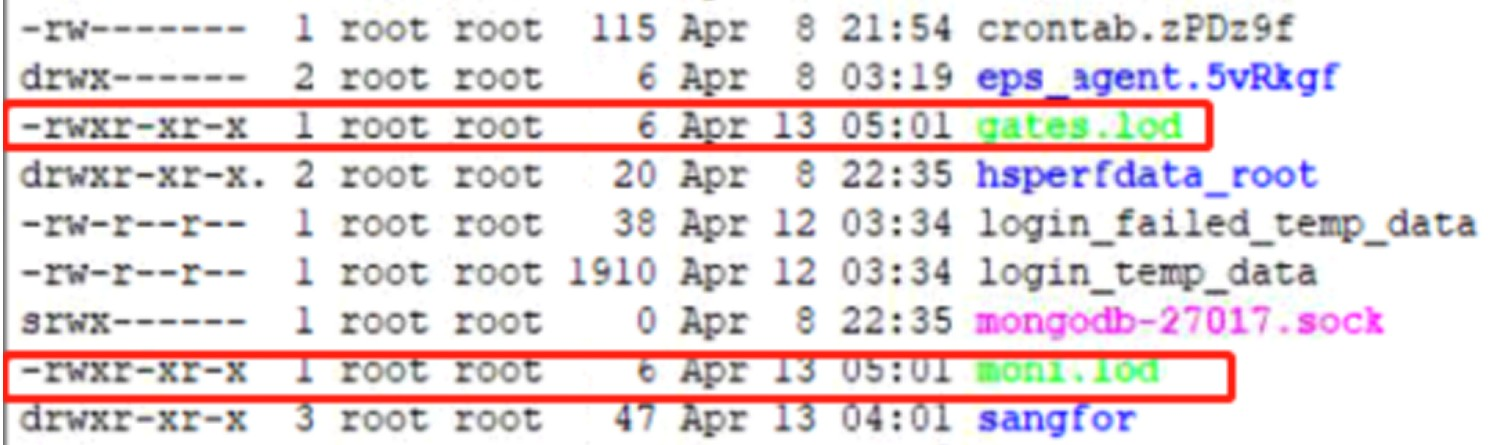 -rw------- 1 root root 115 Apr 8 21:54 crontab.zPDz9f
drwx------ 2 root root 6 Apr 8 03:19 eps_agent.5vRkgf
-rwxr-xr-x 1 root root 6 Apr 13 05:01 gates.lod
drwxr-xr-x. 2 root root 20 Apr 8 22:35 hsperfdata_root
-rw-r--r-- 1 root root 38 Apr 12 03:34 login_failed_temp_data
-rw-r--r-- 1 root root 1910 Apr 12 03:34 login_temp_data
srwx------ 1 root root 0 Apr 8 22:35 mongodb-27017.sock
-rwxr-xr-x 1 root root 6 Apr 13 05:01 moni.lod
drwxr-xr-x 3 root root 47 Apr 13 04:01 sangfor